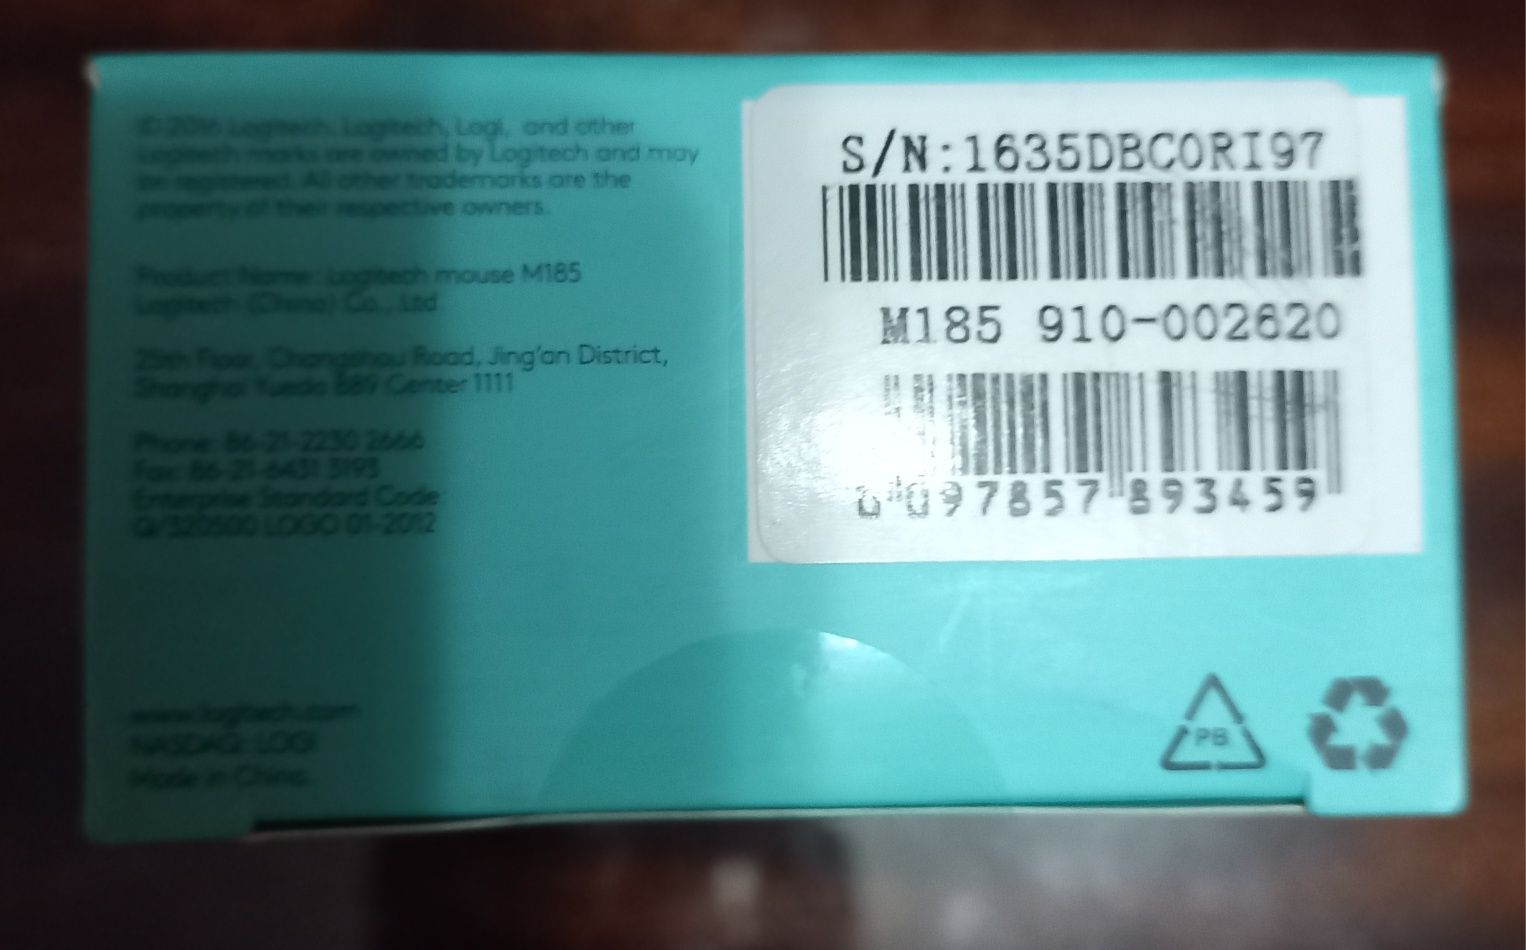 © 2016 Logitech. Logitech, Logi, and other
Logitech marks are owned by Logitech and may
be registered. All other trademarks are the
property of their respective owners.
Product Name: Logitech mouse M185
Logitech (China) Co., Ltd.
25th Floor, Changshou Road, Jing'an District,
Shanghai Yueda 889 Center 1111
Phone: 86-21-2230 2666
Fax: 86-21-6431 3193
Enterprise Standard Code
Q/320500 LOGO 01-2012
www.logitech.com
NASDAQ: LOGI
Made in China.
S/N:1635DBC0RI97
M185 910-002620
0 097857 893459
PB